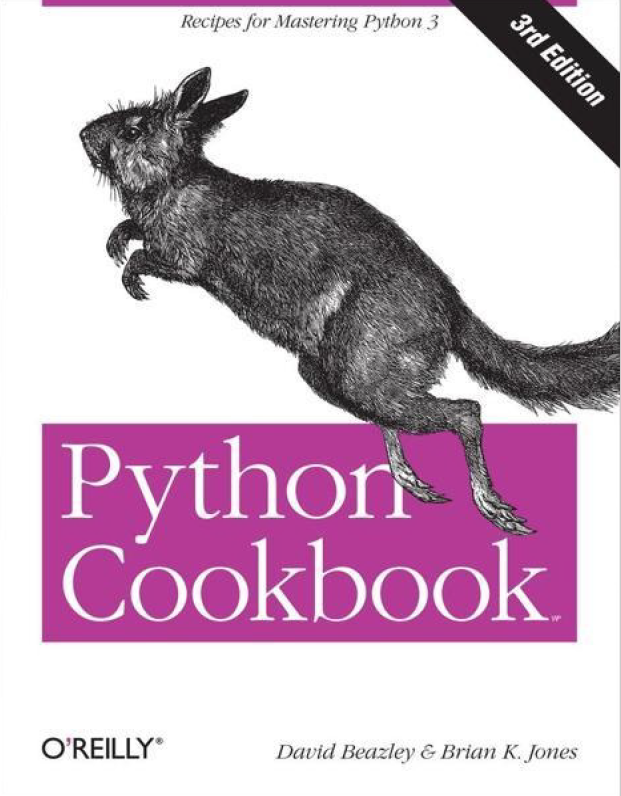 Recipes for Mastering Python 3
3rd Edition
Python
Cookbook
O'REILLY®
David Beazley & Brian K. Jones